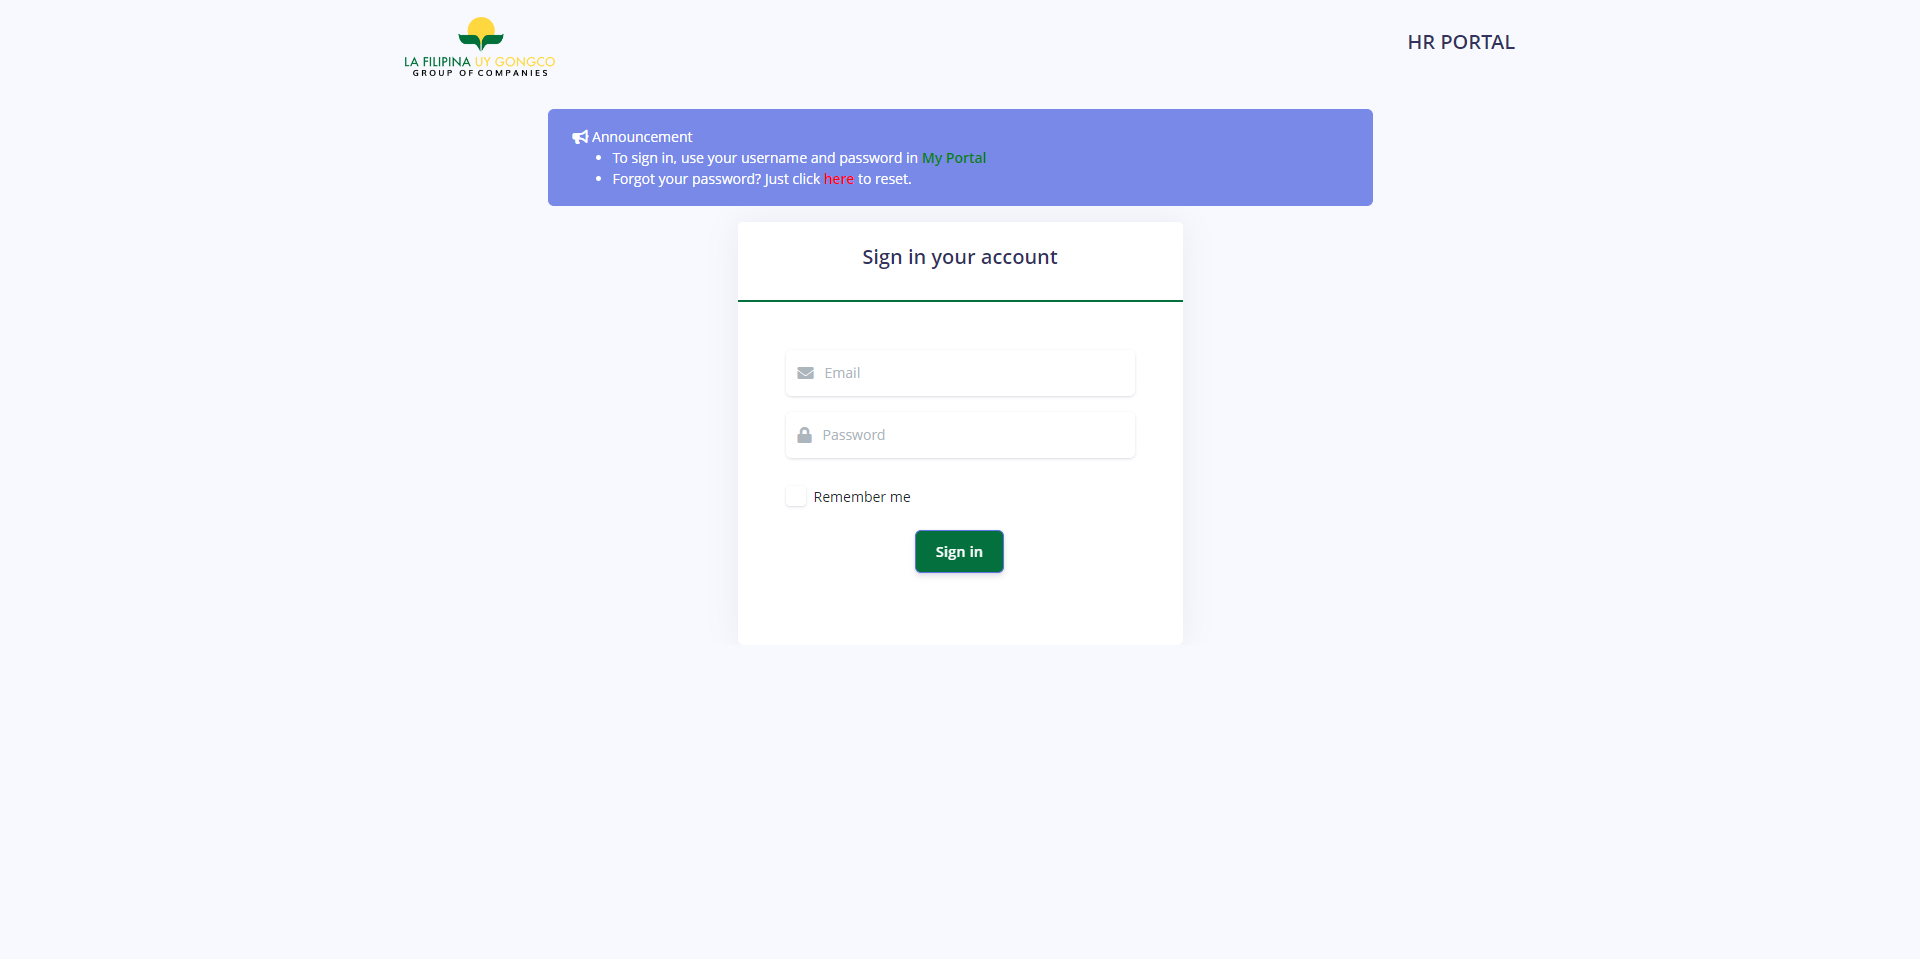 LA FILIPINA UY GONGCO
GROUP OF COMPANIES
HR PORTAL
Announcement
To sign in, use your username and password in My Portal
Forgot your password? Just click here to reset.
Sign in your account
Email
Password
Remember me
Sign in